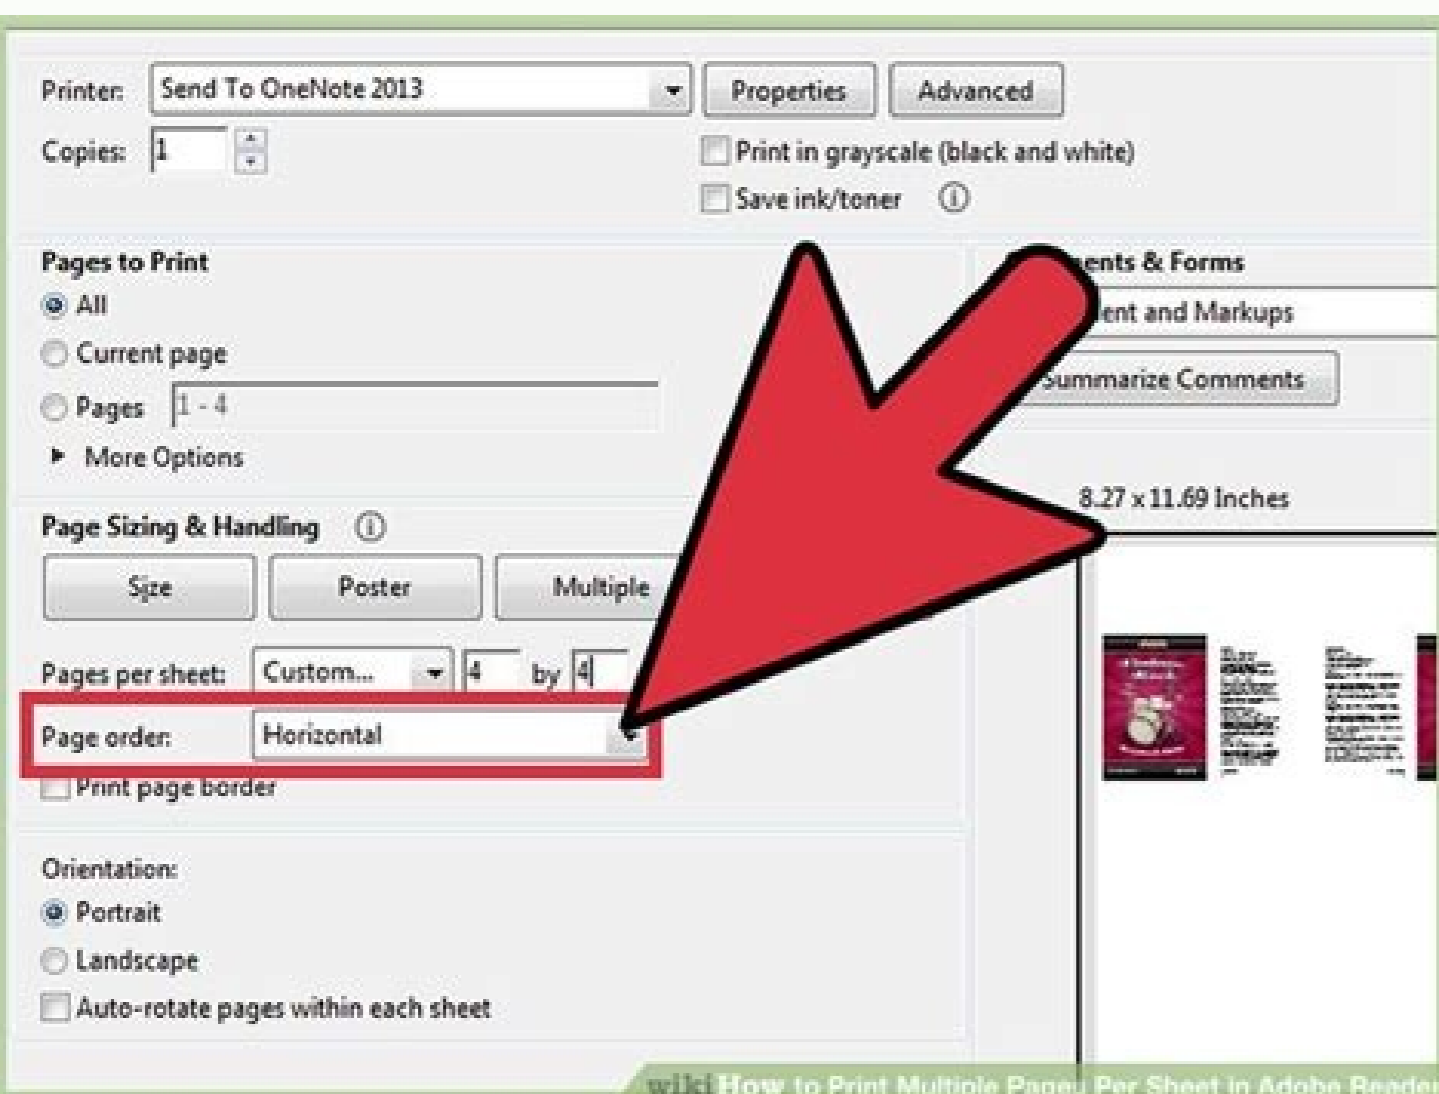 Printer: Send To OneNote 2013 Properties Advanced
Copies: 1
Print in grayscale (black and white)
Save ink/toner
Pages to Print
All
Current page
Pages 1 - 4
More Options
ents & Forms
ent and Markups
Summarize Comments
8.27 x 11.69 Inches
Page Sizing & Handling
Size Poster Multiple
Pages per sheet: Custom... 4 by 4
Page order: Horizontal
Print page border
Orientation:
Portrait
Landscape
Auto-rotate pages within each sheet
wikiHow to Print Multiple Pages Per Sheet in Adobe Reader